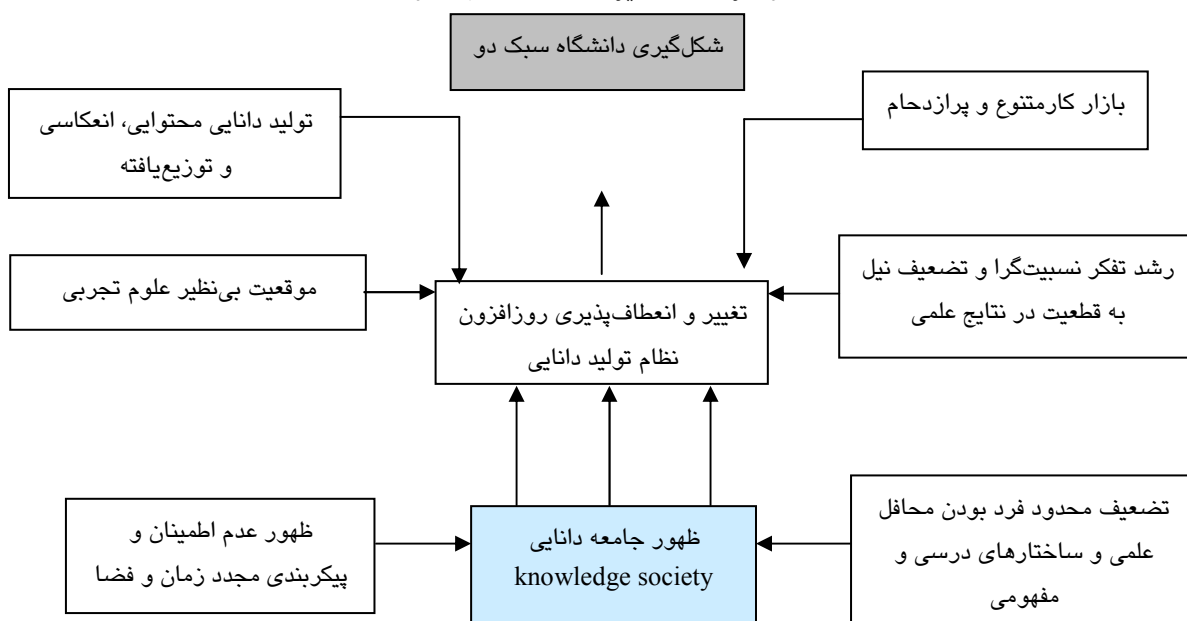 شکل‌گیری دانشگاه سبک دو
بازار کارمتنوع و پرازدحام
تولید دانایی محتوایی، انعکاسی
و توزیع‌یافته
رشد تفکر نسبیت‌گرا و تضعیف نیل
به قطعیت در نتایج علمی
موقعیت بی‌نظیر علوم تجربی
تغییر و انعطاف‌پذیری روزافزون
نظام تولید دانایی
تضعیف محدود فرد بودن محافل
علمی و ساختارهای درسی و
مفهومی
ظهور جامعه دانایی
knowledge society
ظهور عدم اطمینان و
پیکربندی مجدد زمان و فضا